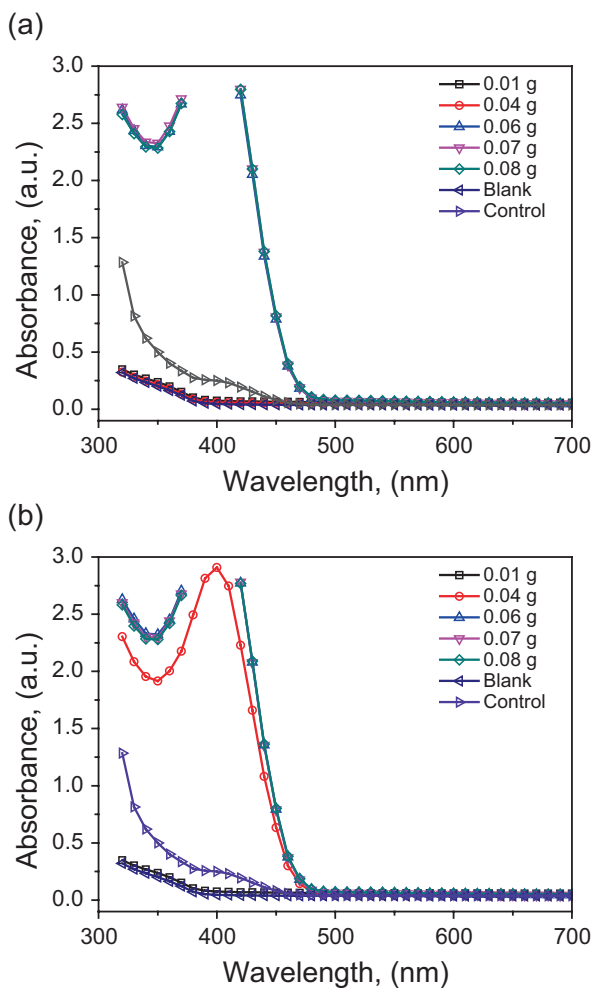 (a)
3.0
2.5
2.0
1.5
1.0
0.5
0.0
Absorbance, (a.u.)
0.01 g
0.04 g
0.06 g
0.07 g
0.08 g
Blank
Control
300 400 500 600 700
Wavelength, (nm)
(b)
3.0
2.5
2.0
1.5
1.0
0.5
0.0
Absorbance, (a.u.)
0.01 g
0.04 g
0.06 g
0.07 g
0.08 g
Blank
Control
300 400 500 600 700
Wavelength, (nm)